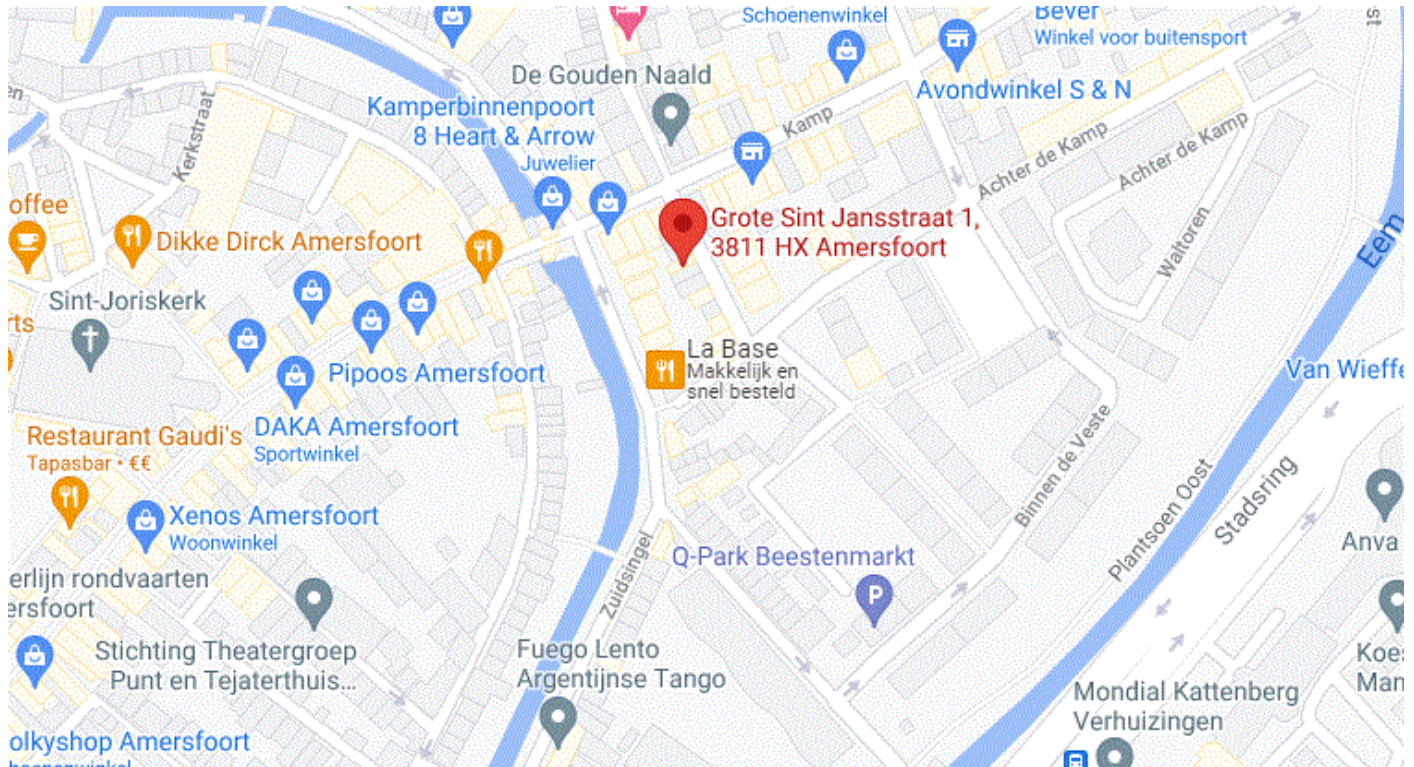 Schoenenwinkel
Bever
Winkel voor buitensport
De Gouden Naald
Avondwinkel S & N
Kamperbinnenpoort
8 Heart & Arrow
Juwelier
Kamp
Kerkstraat
Achter de Kamp
Achter de Kamp
offee
Dikke Dirck Amersfoort
Grote Sint Jansstraat 1,
3811 HX Amersfoort
Waltoren
Eem
Sint-Joriskerk
rts
La Base
Makkelijk en
snel besteld
Pipoos Amersfoort
Van Wieffe
Restaurant Gaudi's
Tapasbar • €€
DAKA Amersfoort
Sportwinkel
Binnen de Veste
Plantsoen Oost
Stadsring
Xenos Amersfoort
Woonwinkel
Anva
Zuidsingel
Q-Park Beestenmarkt
P
erlijn rondvaarten
ersfoort
Stichting Theatergroep
Punt en Tejaterthuis...
Fuego Lento
Argentijnse Tango
Koes
Man
Mondial Kattenberg
Verhuizingen
olkyshop Amersfoort